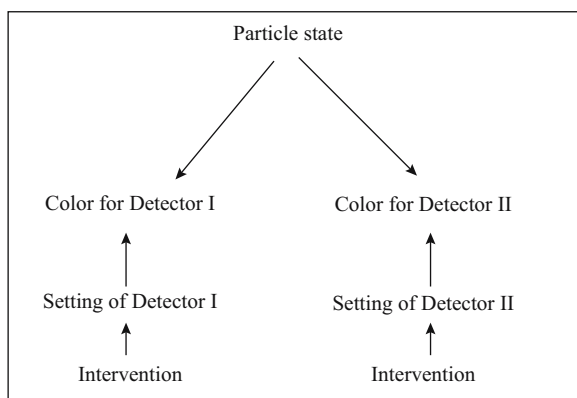 Particle state
Color for Detector I
Color for Detector II
Setting of Detector I
Setting of Detector II
Intervention
Intervention